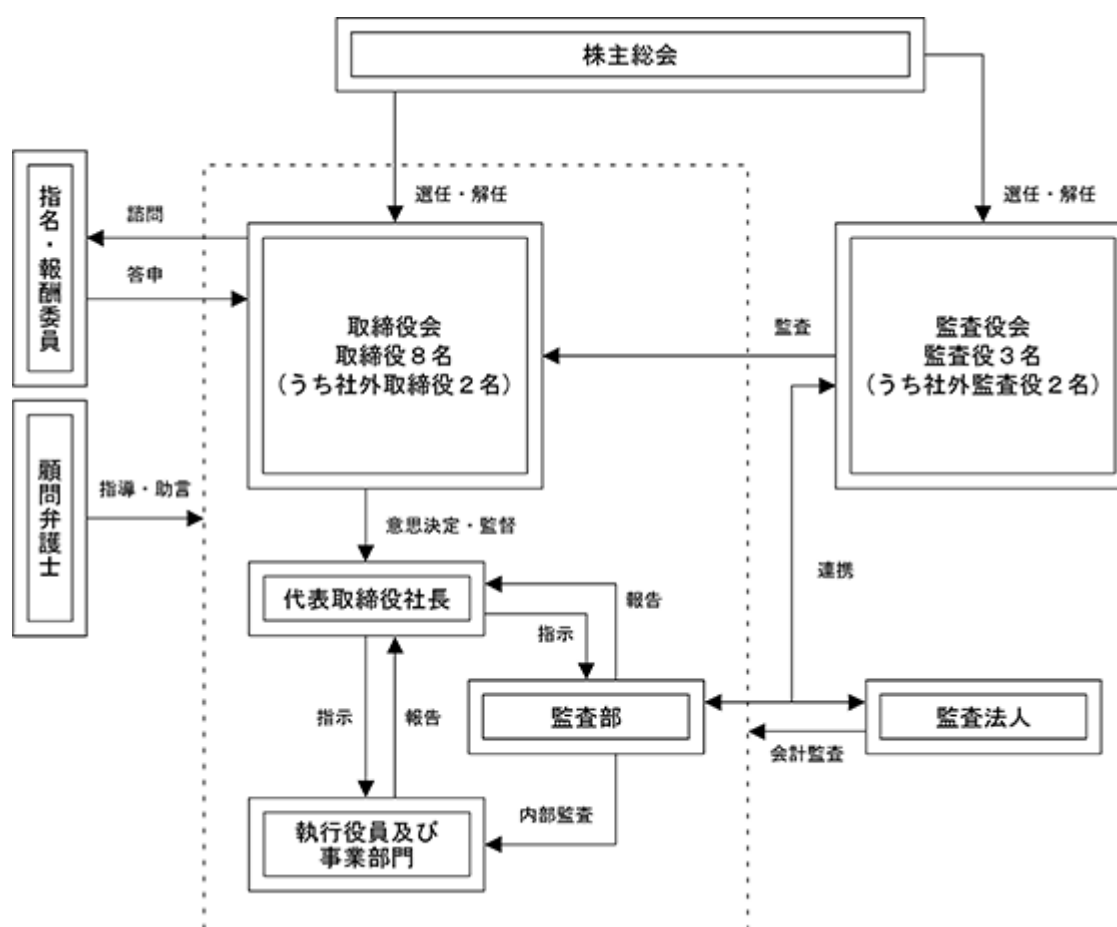 株主総会
選任・解任
選任・解任
指名・報酬委員
諮問
答申
取締役会
取締役８名
（うち社外取締役２名）
監査
監査役会
監査役３名
（うち社外監査役２名）
顧問弁護士
指導・助言
意思決定・監督
連携
代表取締役社長
報告
指示
指示
報告
監査部
監査法人
会計監査
内部監査
執行役員及び
事業部門